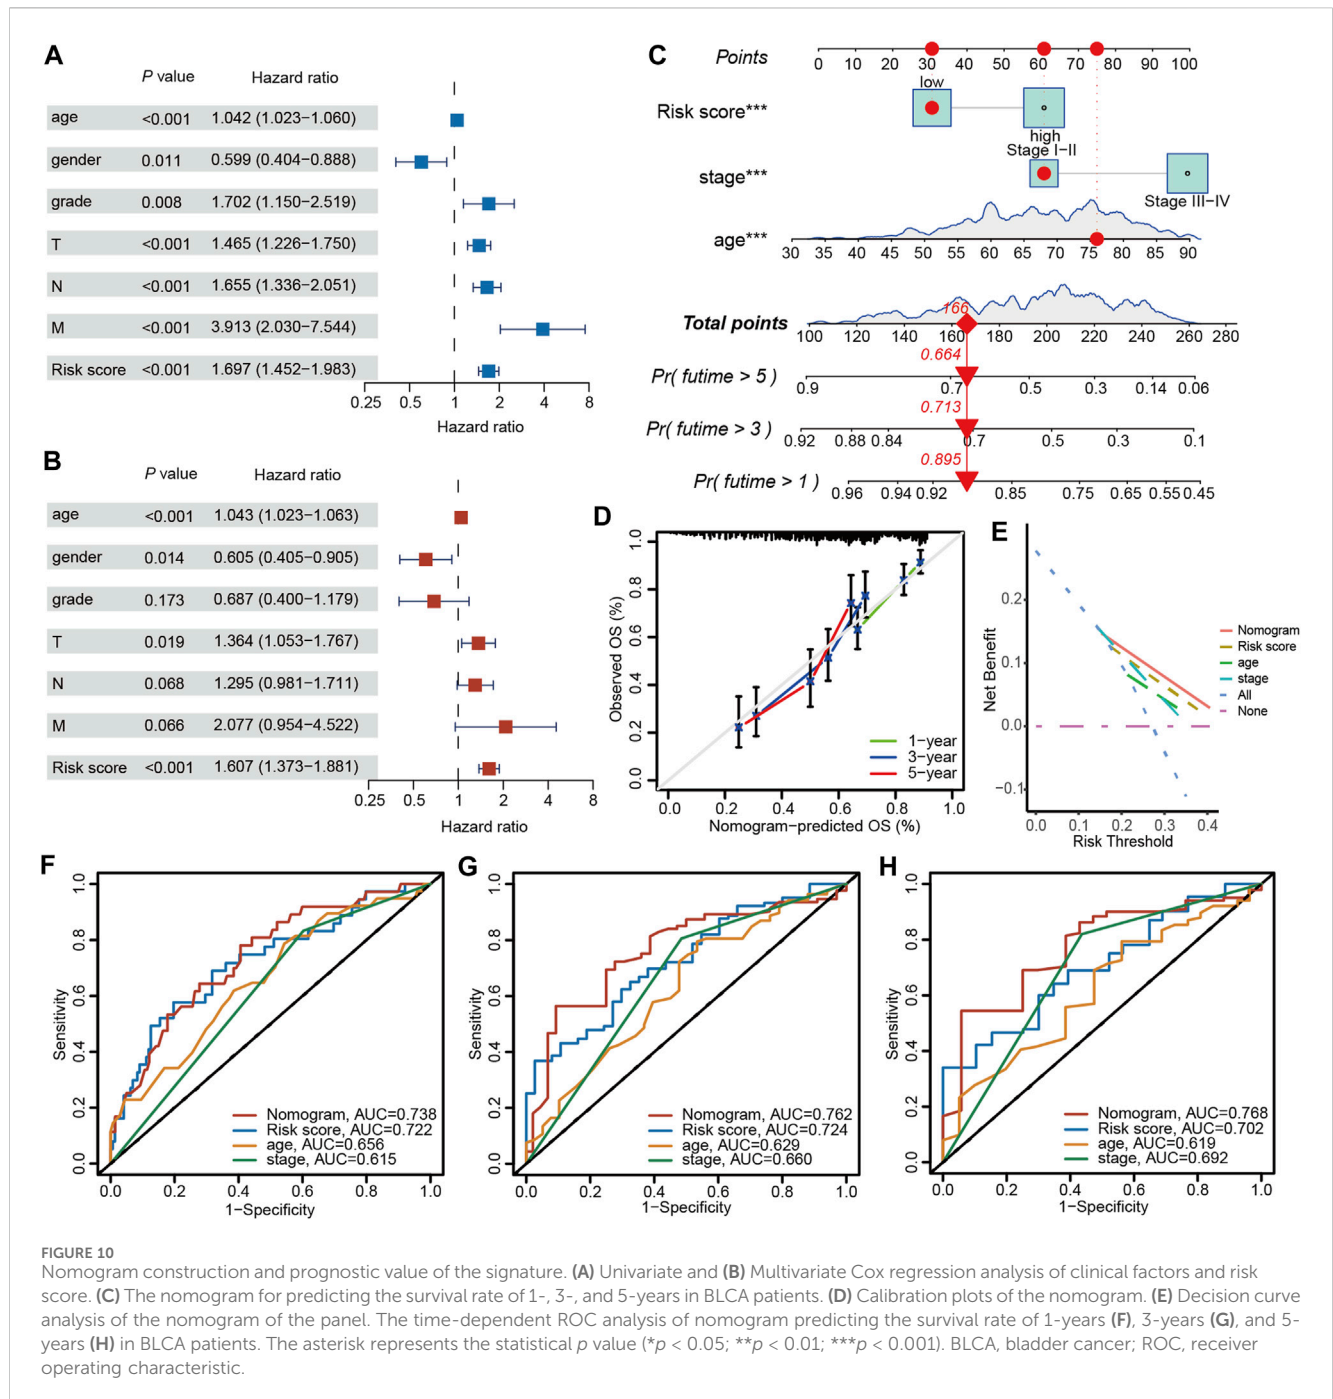 A
P value Hazard ratio
age <0.001 1.042 (1.023−1.060)
gender 0.011 0.599 (0.404−0.888)
grade 0.008 1.702 (1.150−2.519)
T <0.001 1.465 (1.226−1.750)
N <0.001 1.655 (1.336−2.051)
M <0.001 3.913 (2.030−7.544)
Risk score <0.001 1.697 (1.452−1.983)
0.25 0.5 1 2 4 8
Hazard ratio
B
P value Hazard ratio
age <0.001 1.043 (1.023−1.063)
gender 0.014 0.605 (0.405−0.905)
grade 0.173 0.687 (0.400−1.179)
T 0.019 1.364 (1.053−1.767)
N 0.068 1.295 (0.981−1.711)
M 0.066 2.077 (0.954−4.522)
Risk score <0.001 1.607 (1.373−1.881)
0.25 0.5 1 2 4 8
Hazard ratio
C
Points
0 10 20 30 40 50 60 70 80 90 100
low
Risk score***
high
Stage I−II
stage***
Stage III−IV
age***
30 35 40 45 50 55 60 65 70 75 80 85 90
166
Total points
100 120 140 160 180 200 220 240 260 280
0.664
Pr( futime > 5 )
0.9 0.7 0.5 0.3 0.14 0.06
0.713
Pr( futime > 3 )
0.92 0.88 0.84 0.7 0.5 0.3 0.1
0.895
Pr( futime > 1 )
0.96 0.94 0.92 0.85 0.75 0.65 0.55 0.45
D
Observed OS (%)
0.0 0.2 0.4 0.6 0.8 1.0
1−year
3−year
5−year
0.0 0.2 0.4 0.6 0.8 1.0
Nomogram−predicted OS (%)
E
Net Benefit
0.2
0.1
0.0
−0.1
Nomogram
Risk score
age
stage
All
None
0.0 0.1 0.2 0.3 0.4
Risk Threshold
F
Sensitivity
0.0 0.2 0.4 0.6 0.8 1.0
Nomogram, AUC=0.738
Risk score, AUC=0.722
age, AUC=0.656
stage, AUC=0.615
0.0 0.2 0.4 0.6 0.8 1.0
1−Specificity
G
Sensitivity
0.0 0.2 0.4 0.6 0.8 1.0
Nomogram, AUC=0.762
Risk score, AUC=0.724
age, AUC=0.629
stage, AUC=0.660
0.0 0.2 0.4 0.6 0.8 1.0
1−Specificity
H
Sensitivity
0.0 0.2 0.4 0.6 0.8 1.0
Nomogram, AUC=0.768
Risk score, AUC=0.702
age, AUC=0.619
stage, AUC=0.692
0.0 0.2 0.4 0.6 0.8 1.0
1−Specificity
FIGURE 10
Nomogram construction and prognostic value of the signature. (A) Univariate and (B) Multivariate Cox regression analysis of clinical factors and risk
score. (C) The nomogram for predicting the survival rate of 1-, 3-, and 5-years in BLCA patients. (D) Calibration plots of the nomogram. (E) Decision curve
analysis of the nomogram of the panel. The time-dependent ROC analysis of nomogram predicting the survival rate of 1-years (F), 3-years (G), and 5-
years (H) in BLCA patients. The asterisk represents the statistical p value (*p < 0.05; **p < 0.01; ***p < 0.001). BLCA, bladder cancer; ROC, receiver
operating characteristic.